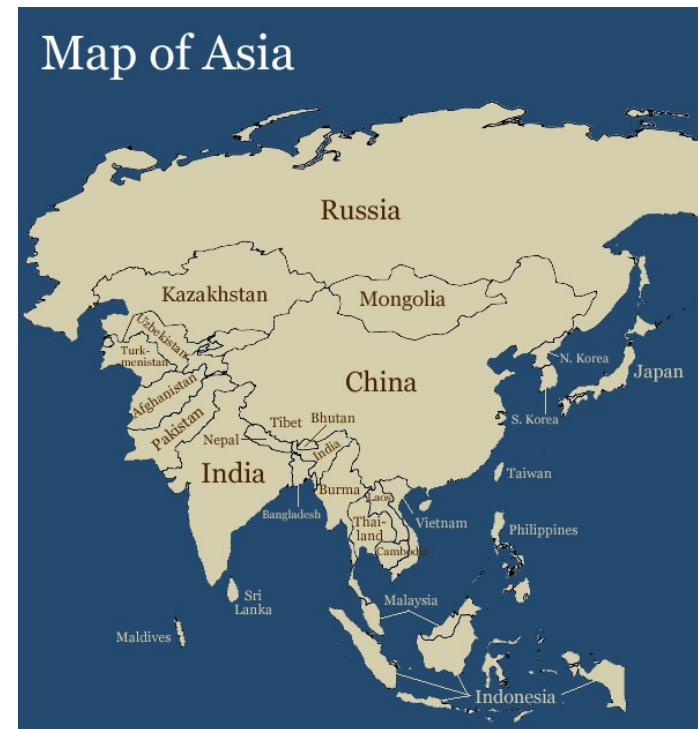 Map of Asia
Russia
Kazakhstan
Mongolia
Uzbekistan
Turk-
menistan
N. Korea
Japan
China
Afghanistan
S. Korea
Pakistan
Tibet
Bhutan
Nepal
India
India
Taiwan
Burma
Laos
Bangladesh
Vietnam
Thai-
land
Philippines
Cambodia
Sri
Lanka
Malaysia
Maldives
Indonesia